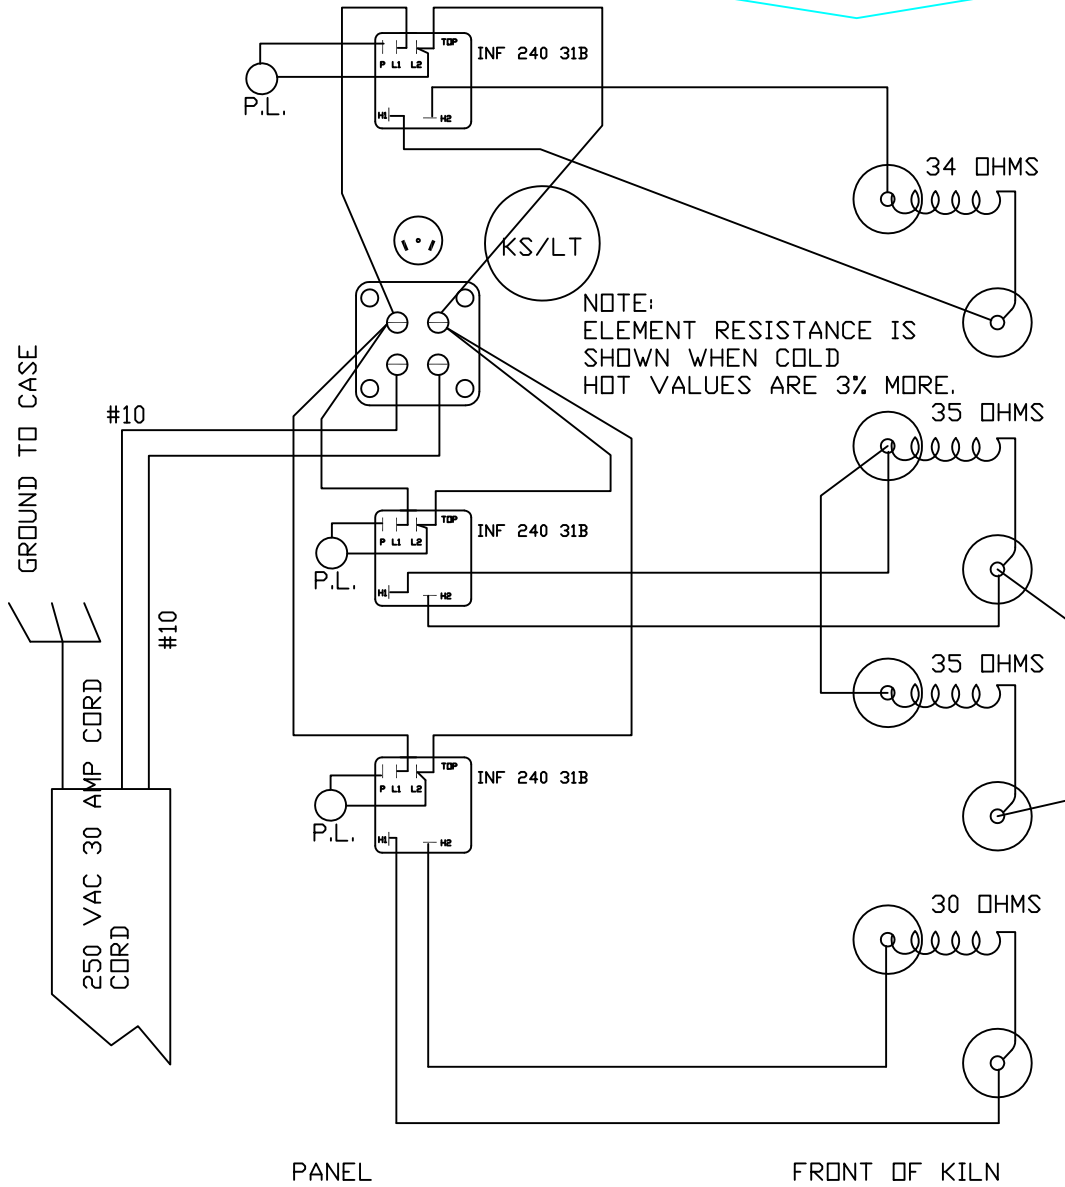 TOP
INF 240 31B
P L1 L2
P.L.
H1 H2
34 OHMS
KS/LT
NOTE:
ELEMENT RESISTANCE IS
SHOWN WHEN COLD
HOT VALUES ARE 3% MORE.
GROUND TO CASE
#10
35 OHMS
TOP
INF 240 31B
P L1 L2
P.L.
H1 H2
#10
35 OHMS
250 VAC 30 AMP CORD
CORD
TOP
INF 240 31B
P L1 L2
P.L.
H1 H2
30 OHMS
PANEL
FRONT OF KILN